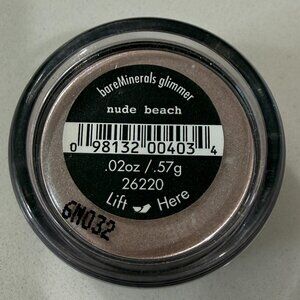 bareMinerals glimmer
nude beach
0 98132 00403 4
.02oz /.57g
26220
Lift Here
6M032